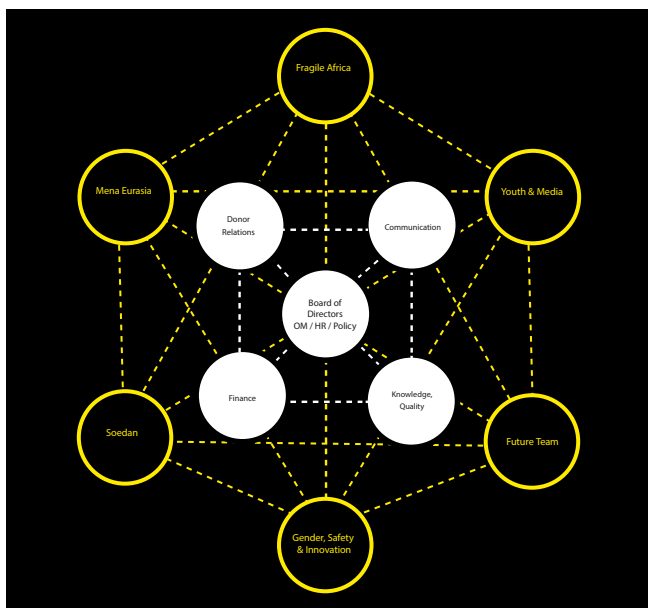 Fragile Africa
Mena Eurasia
Youth & Media
Donor
Relations
Communication
Board of
Directors
OM / HR / Policy
Finance
Knowledge,
Quality
Soedan
Future Team
Gender, Safety
& Innovation